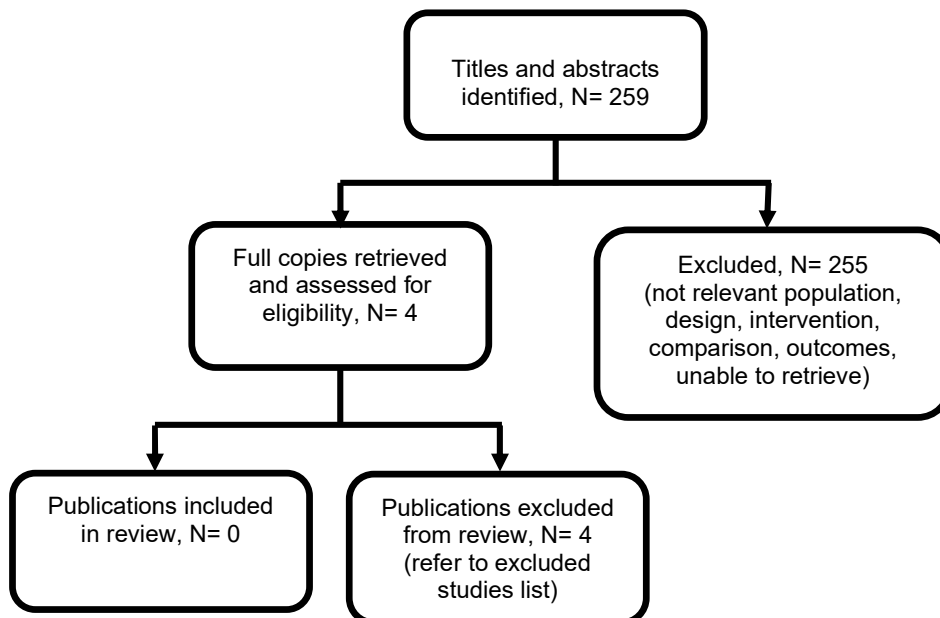 Titles and abstracts
identified, N= 259
Full copies retrieved
and assessed for
eligibility, N= 4
Excluded, N= 255
(not relevant population,
design, intervention,
comparison, outcomes,
unable to retrieve)
Publications included
in review, N= 0
Publications excluded
from review, N= 4
(refer to excluded
studies list)